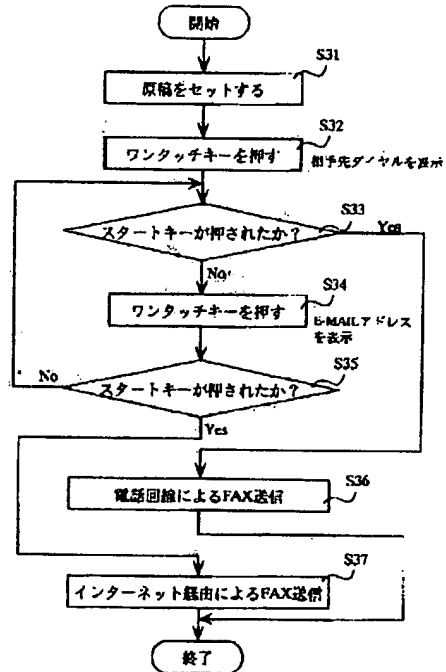 開始
S31
原稿をセットする
S32
ワンタッチキーを押す
相手先ダイヤルを表示
S33
スタートキーが押されたか?
Yes
No
S34
ワンタッチキーを押す
E-MAILアドレス
を表示
S35
スタートキーが押されたか?
No
Yes
S36
電話回線によるFAX送信
S37
インターネット経由によるFAX送信
終了